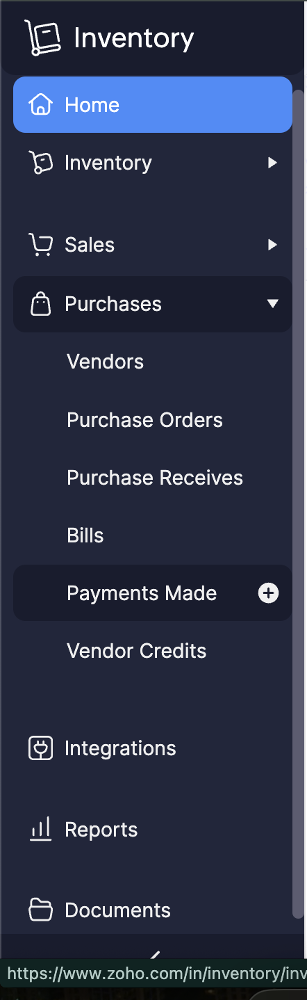 Inventory
Home
Inventory
Sales
Purchases
Vendors
Purchase Orders
Purchase Receives
Bills
Payments Made
Vendor Credits
Integrations
Reports
Documents
https://www.zoho.com/in/inventory/inv